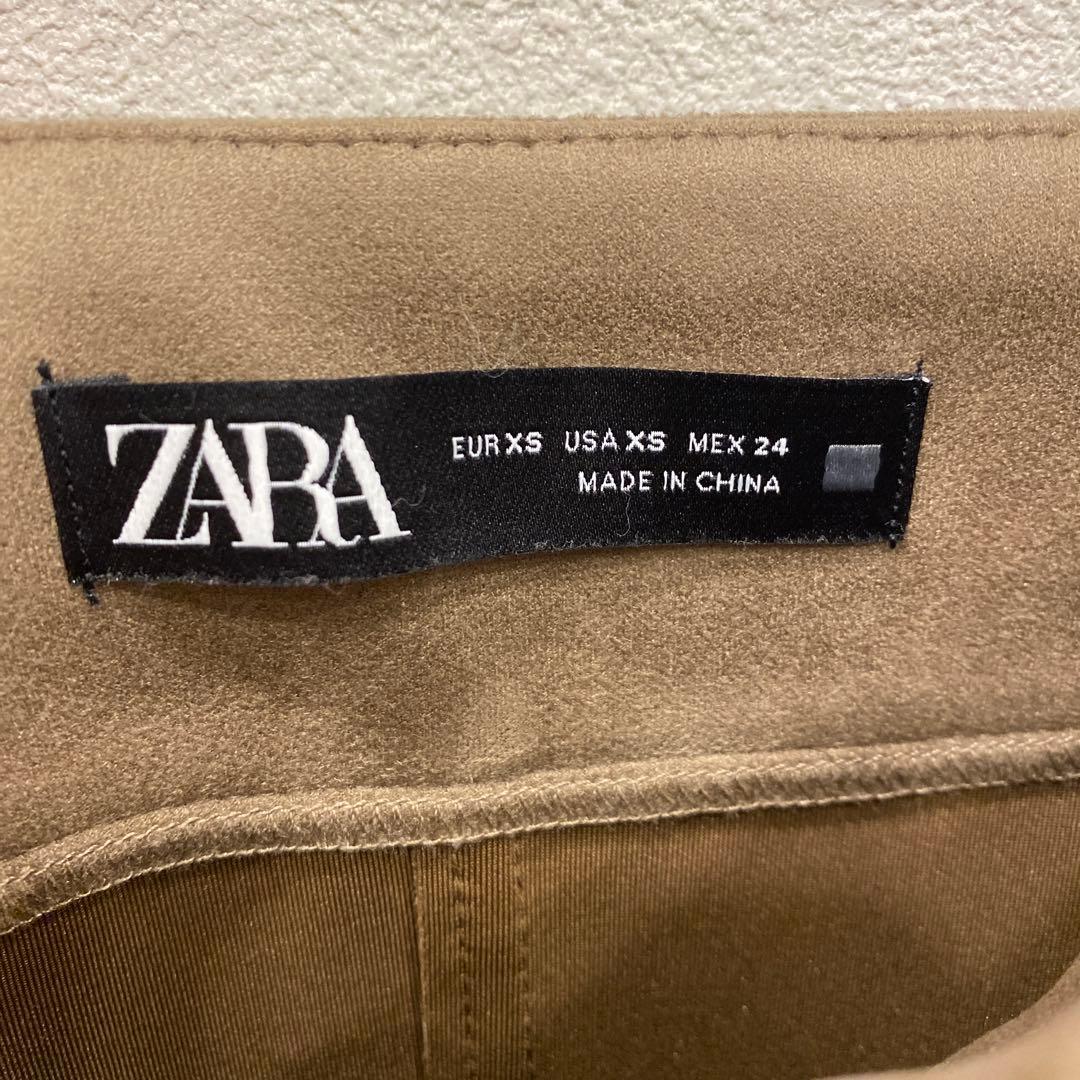 ZARA
EUR XS USA XS MEX 24
MADE IN CHINA